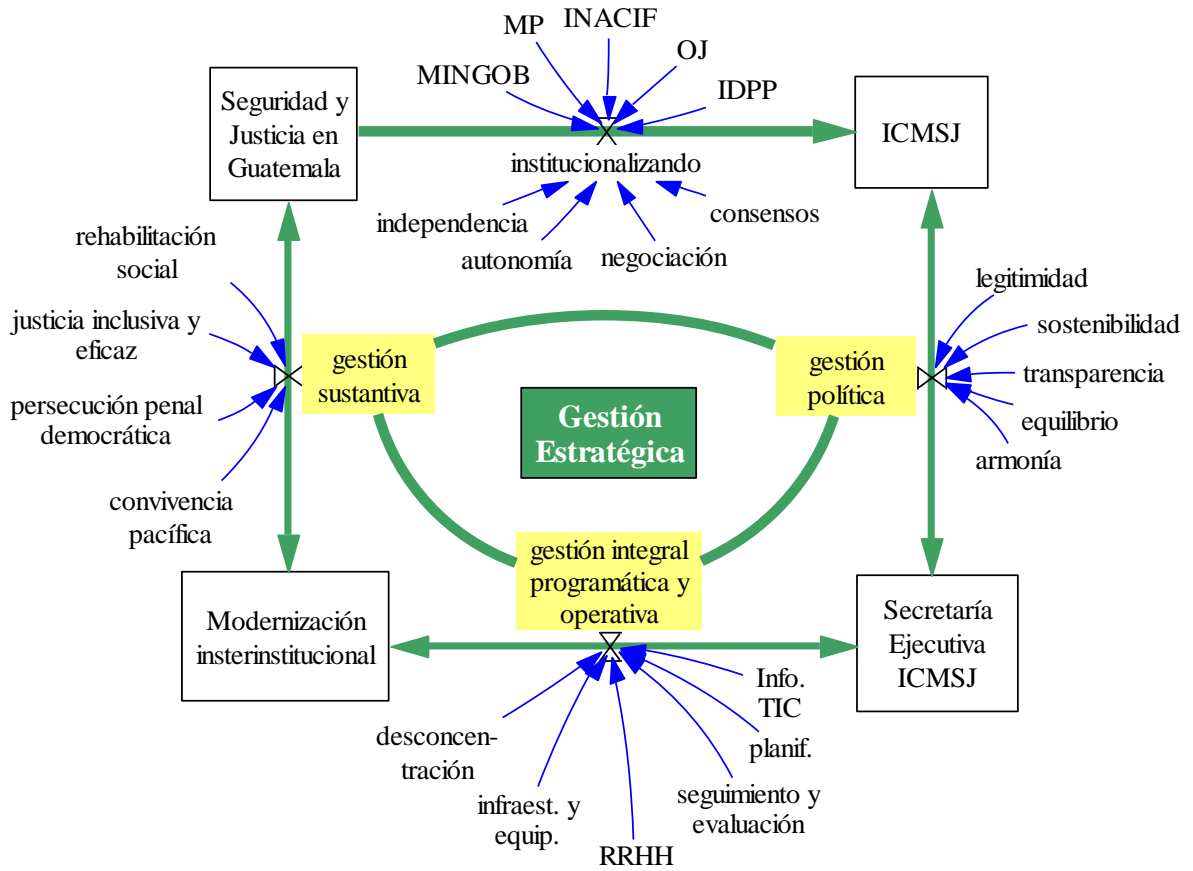 INACIF
MP
OJ
MINGOB
IDPP
Seguridad y
Justicia en
Guatemala
ICMSJ
institucionalizando
independencia
autonomía
negociación
consensos
rehabilitación
social
justicia inclusiva y
eficaz
persecución penal
democrática
convivencia
pacífica
gestión
sustantiva
gestión
política
Gestión
Estratégica
legitimidad
sostenibilidad
transparencia
equilibrio
armonía
gestión integral
programática y
operativa
Modernización
insterinstitucional
Secretaría
Ejecutiva
ICMSJ
desconcen-
tración
infraest. y
equip.
RRHH
seguimiento y
evaluación
planif.
Info.
TIC